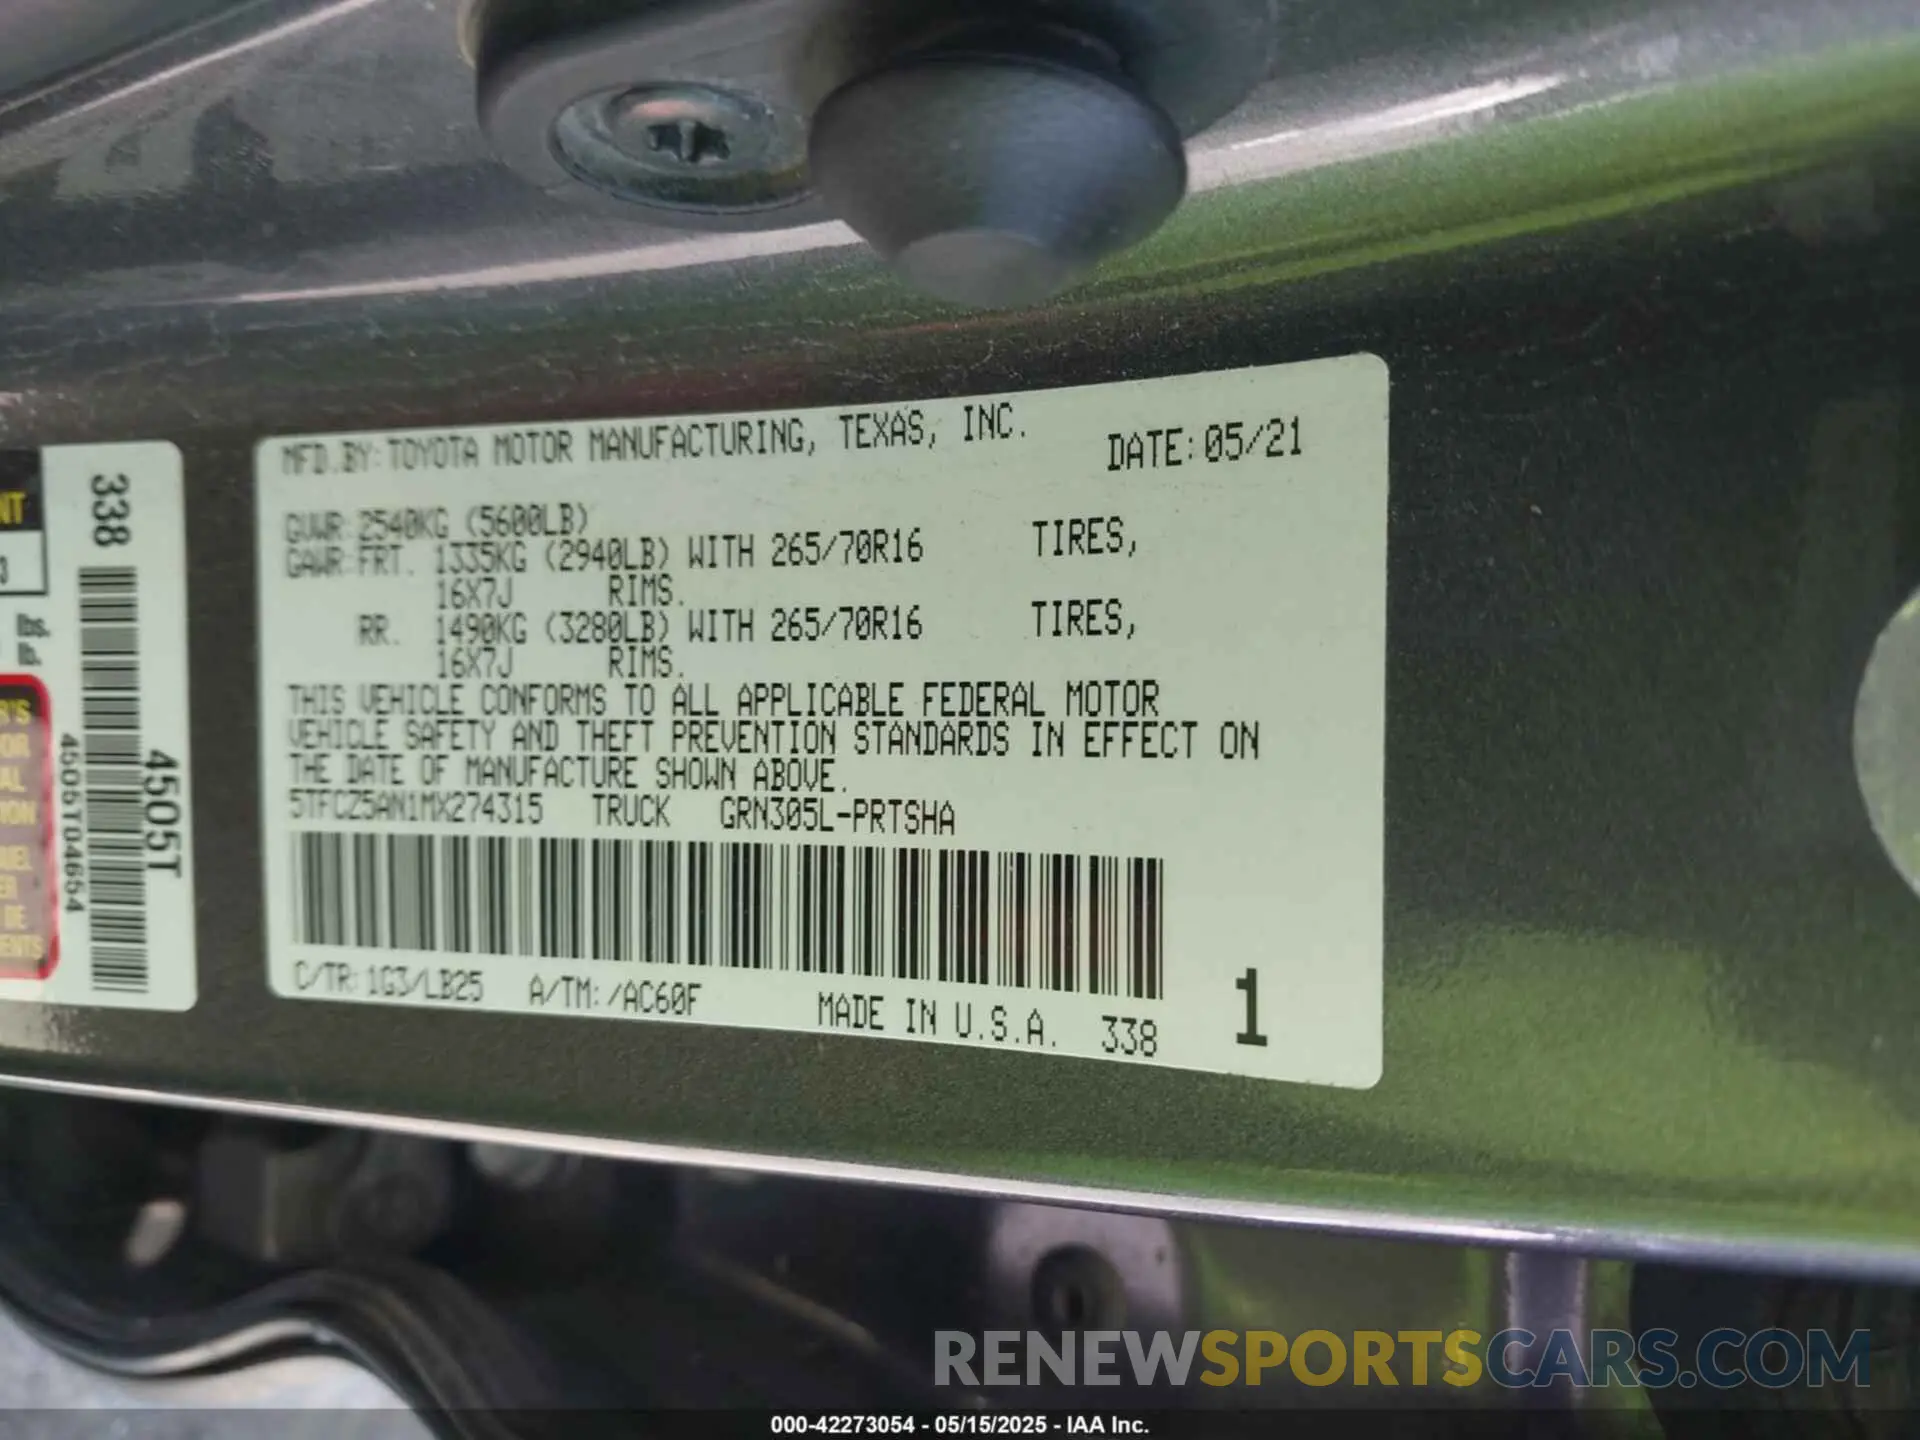 MFD.BY:TOYOTA MOTOR MANUFACTURING, TEXAS, INC. DATE:05/21
GVWR:2540KG (5600LB)
GAWR:FRT. 1335KG (2940LB) WITH 265/70R16 TIRES,
16X7J RIMS.
RR. 1490KG (3280LB) WITH 265/70R16 TIRES,
16X7J RIMS.
THIS VEHICLE CONFORMS TO ALL APPLICABLE FEDERAL MOTOR
VEHICLE SAFETY AND THEFT PREVENTION STANDARDS IN EFFECT ON
THE DATE OF MANUFACTURE SHOWN ABOVE.
5TFCZ5AN1MX274315 TRUCK GRN305L-PRTSHA
C/TR:1G3/LB25 A/TM:/AC60F MADE IN U.S.A. 338 1
338
4505T
4505T04654
lbs.
lb.
DE
RENEWSPORTSCARS.COM
000-42273054 - 05/15/2025 - IAA Inc.